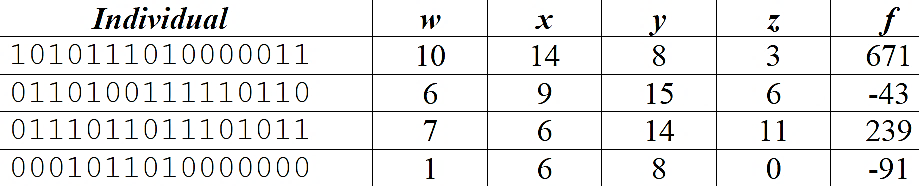 Individual w x y z f
1010111010000011 10 14 8 3 671
0110100111110110 6 9 15 6 -43
0111011011101011 7 6 14 11 239
0001011010000000 1 6 8 0 -91